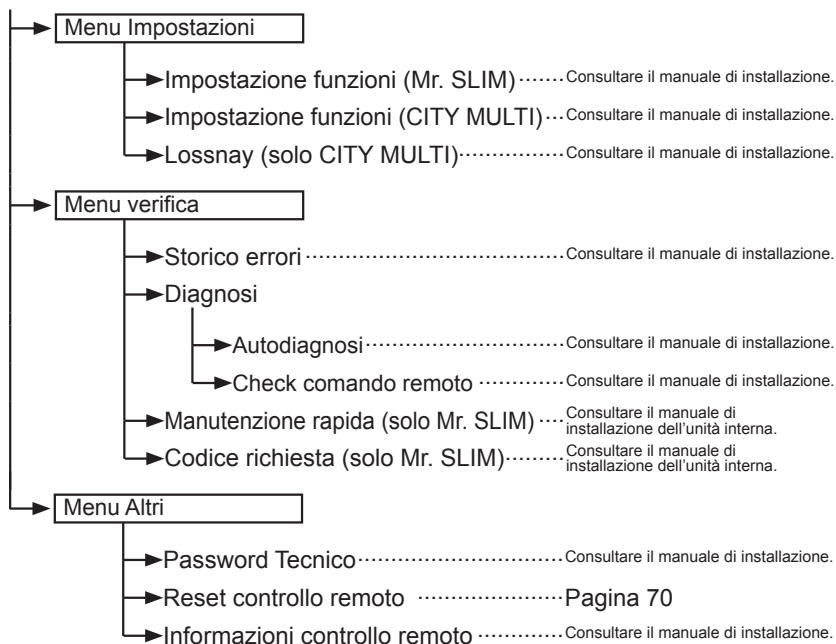 Menu Impostazioni
Impostazione funzioni (Mr. SLIM)·······Consultare il manuale di installazione.
Impostazione funzioni (CITY MULTI)···Consultare il manuale di installazione.
Lossnay (solo CITY MULTI)················Consultare il manuale di installazione.
Menu verifica
Storico errori·······································Consultare il manuale di installazione.
Diagnosi
Autodiagnosi······························Consultare il manuale di installazione.
Check comando remoto·············Consultare il manuale di installazione.
Manutenzione rapida (solo Mr. SLIM)····Consultare il manuale di
installazione dell'unità interna.
Codice richiesta (solo Mr. SLIM)·········Consultare il manuale di
installazione dell'unità interna.
Menu Altri
Password Tecnico·······························Consultare il manuale di installazione.
Reset controllo remoto······················Pagina 70
Informazioni controllo remoto·············Consultare il manuale di installazione.